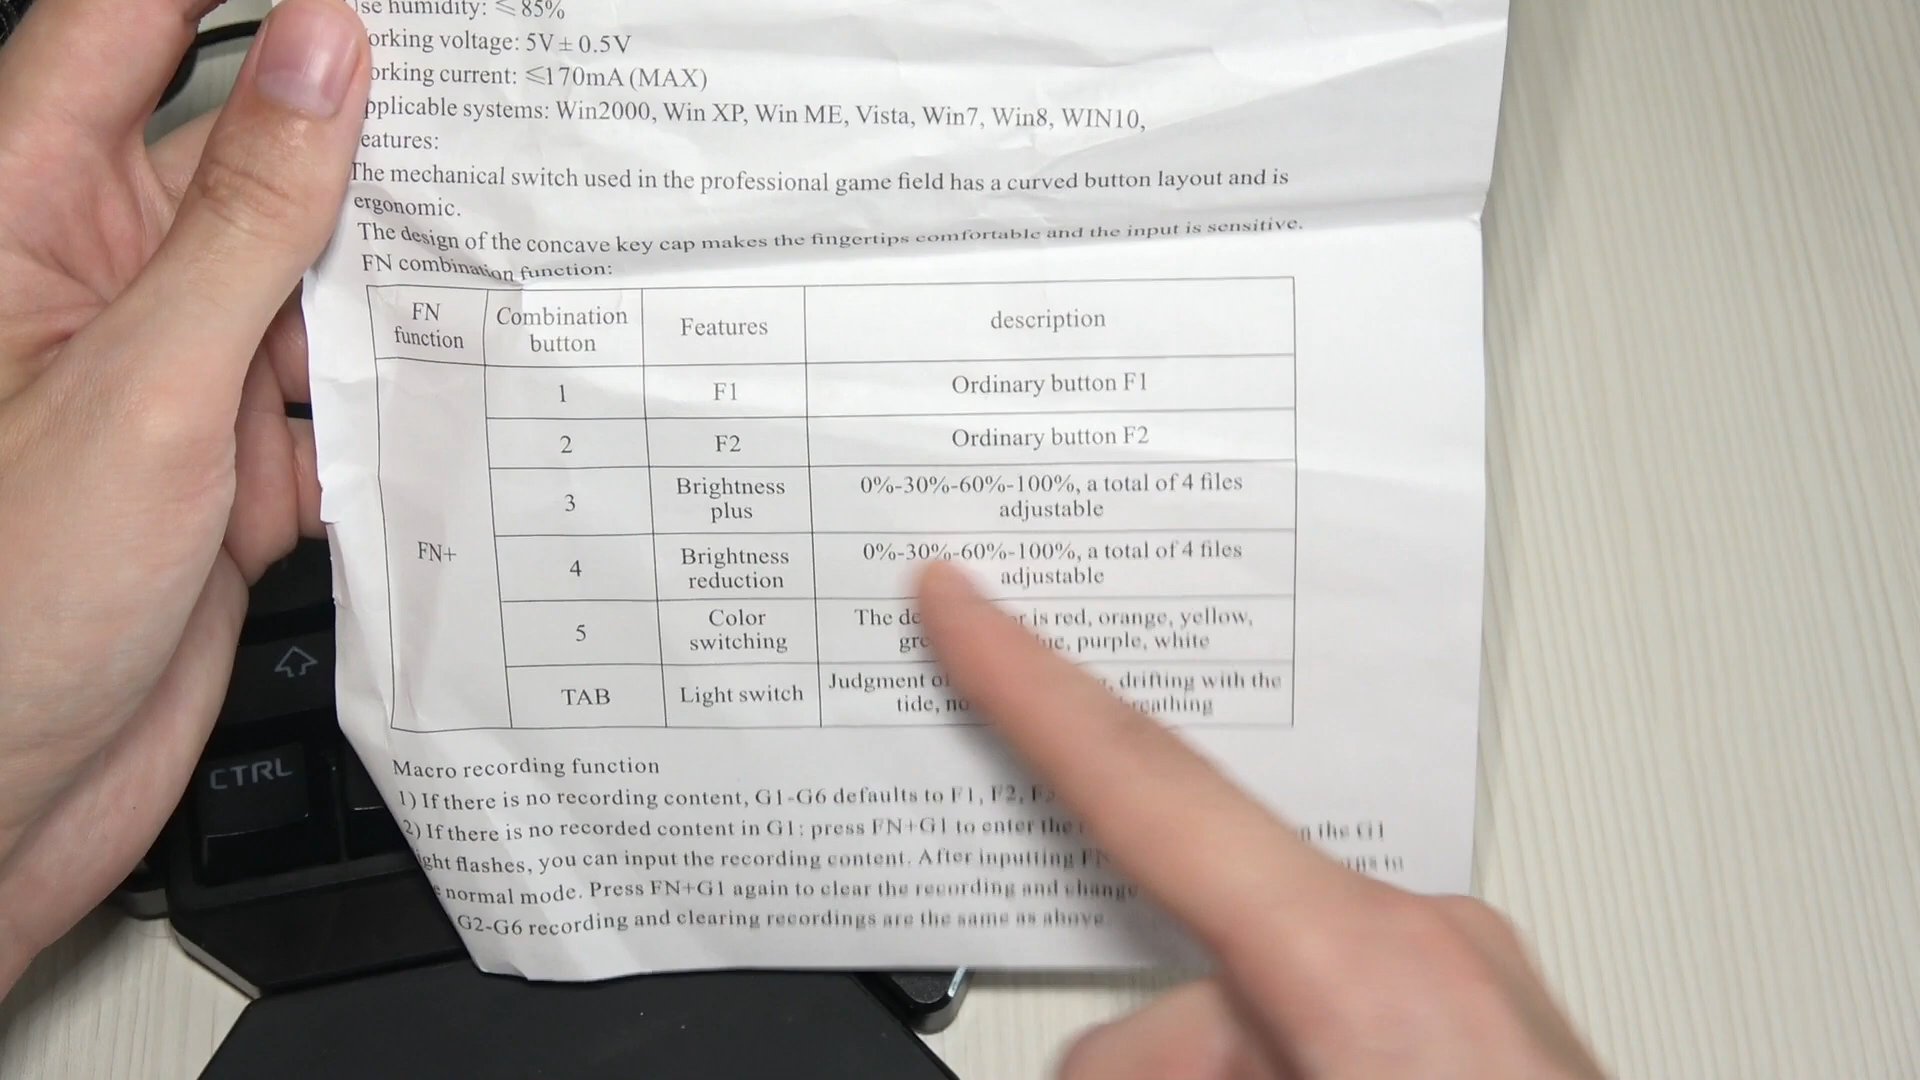 se humidity: ≤ 85%
orking voltage: 5V ± 0.5V
orking current: ≤170mA (MAX)
pplicable systems: Win2000, Win XP, Win ME, Vista, Win7, Win8, WIN10,
eatures:
The mechanical switch used in the professional game field has a curved button layout and is
ergonomic.
The design of the concave key cap makes the fingertips comfortable and the input is sensitive.
FN combination function:
FN function
Combination button
Features
description
FN+
1
F1
Ordinary button F1
2
F2
Ordinary button F2
3
Brightness plus
0%-30%-60%-100%, a total of 4 files
adjustable
4
Brightness reduction
0%-30%-60%-100%, a total of 4 files
adjustable
5
Color switching
The is red, orange, yellow,
purple, white
TAB
Light switch
Judgment drifting with the
tide,
Macro recording function
1) If there is no recording content, G1-G6 defaults to F1, F2,
2) If there is no recorded content in G1: press FN+G1 to enter the the G1
ght flashes, you can input the recording content. After inputting
normal mode. Press FN+G1 again to clear the recording and change
G2-G6 recording and clearing recordings are the same as above.
CTRL